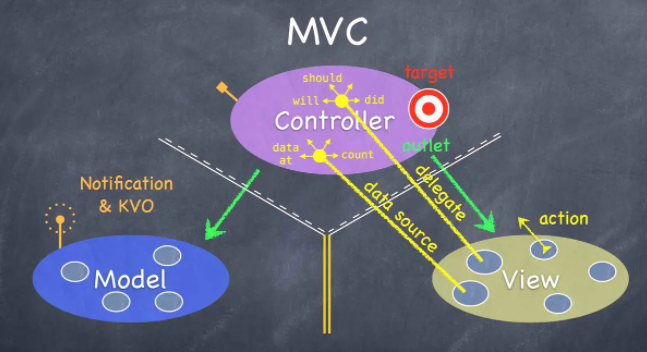 MVC
target
should
will
did
Controller
data
at
count
outlet
delegate
data source
Notification
& KVO
action
Model
View